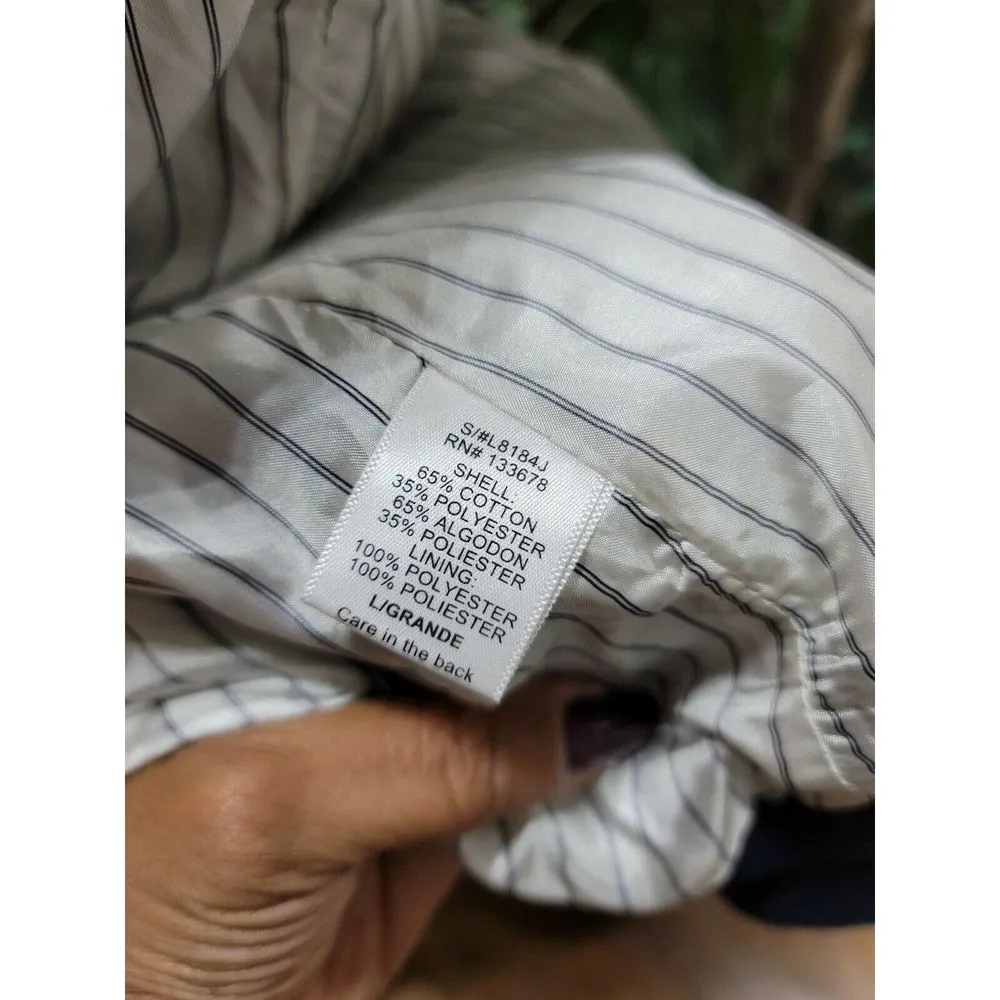 S/#L8184J
RN# 133678
SHELL:
65% COTTON
35% POLYESTER
65% ALGODON
35% POLIESTER
LINING:
100% POLYESTER
100% POLIESTER
L/GRANDE
Care in the back